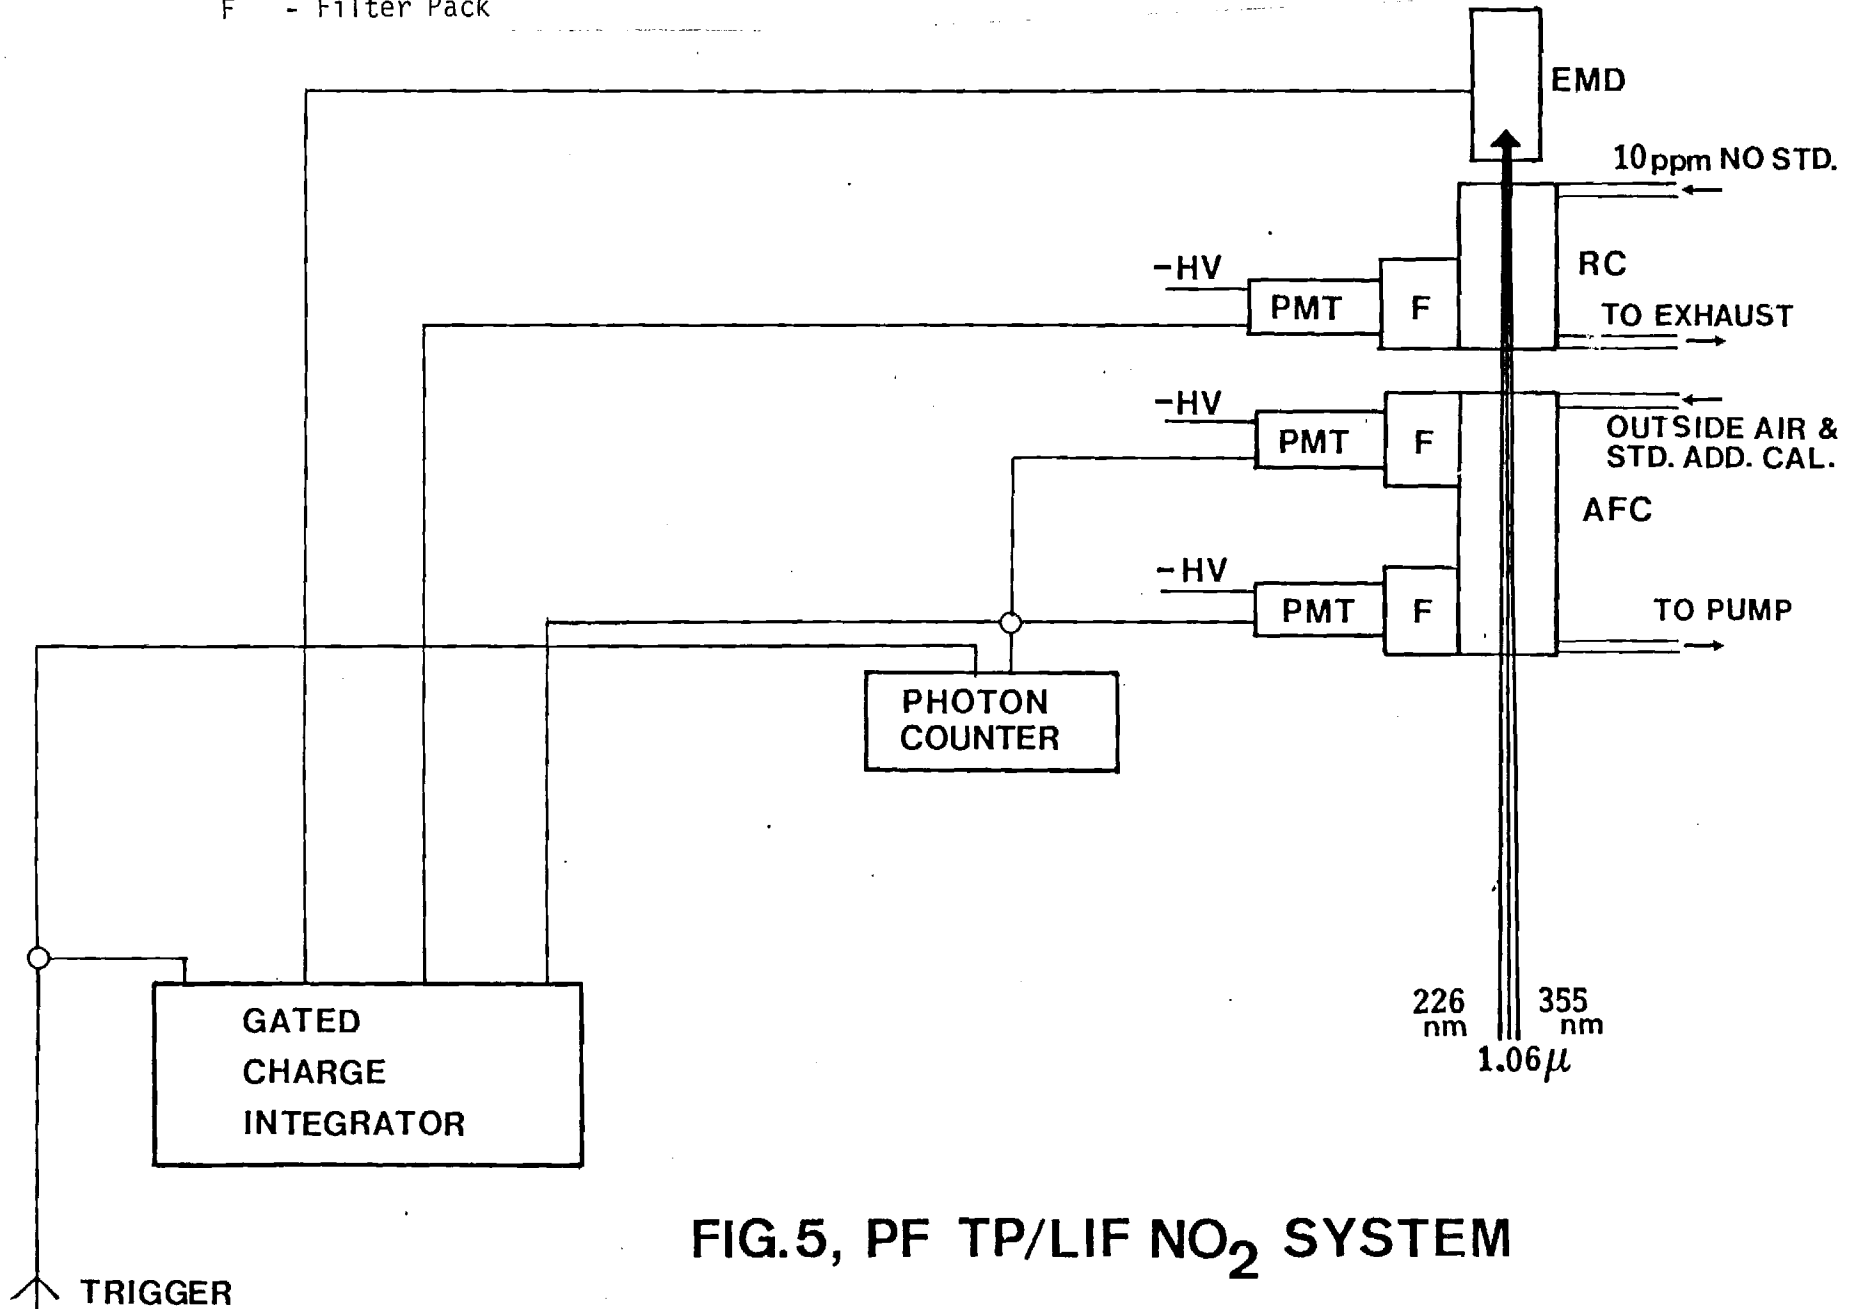 F - Filter Pack
EMD
10ppm NO STD.
-HV
PMT
F
RC
TO EXHAUST
-HV
PMT
F
OUTSIDE AIR &
STD. ADD. CAL.
AFC
-HV
PMT
F
TO PUMP
PHOTON
COUNTER
GATED
CHARGE
INTEGRATOR
226
nm
355
nm
1.06μ
FIG.5, PF TP/LIF NO₂ SYSTEM
TRIGGER